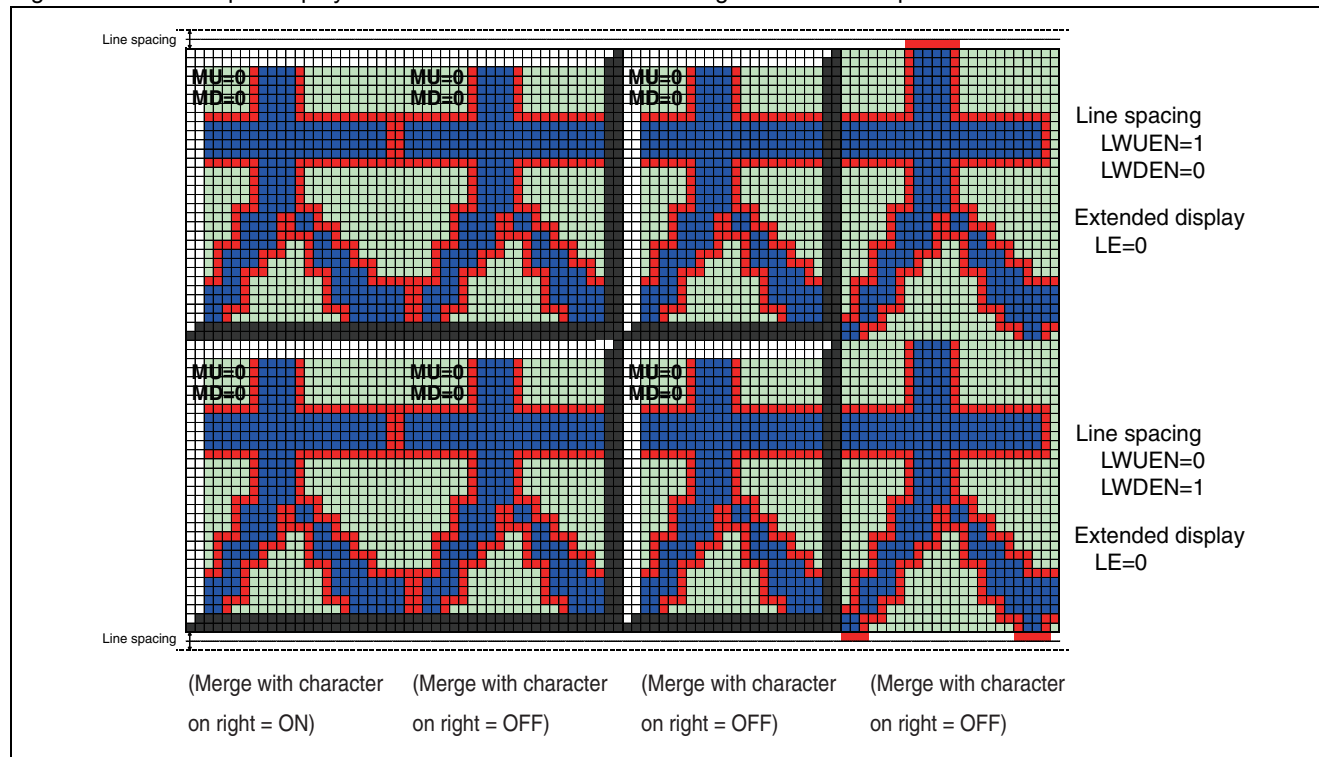 Line spacing
MU=0 MU=0 MU=0
MD=0 MD=0 MD=0
Line spacing
LWUEN=1
LWDEN=0
Extended display
LE=0
MU=0 MU=0 MU=0
MD=0 MD=0 MD=0
Line spacing
LWUEN=0
LWDEN=1
Extended display
LE=0
Line spacing
(Merge with character (Merge with character (Merge with character (Merge with character
on right = ON) on right = OFF) on right = OFF) on right = OFF)